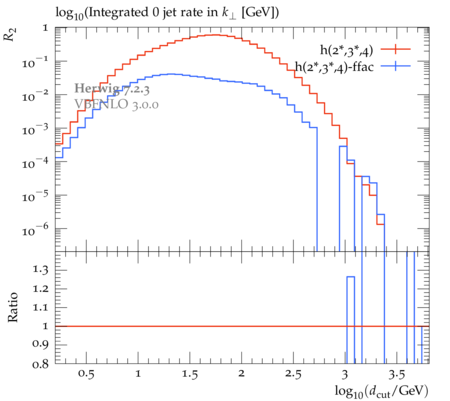 log₁₀(Integrated 0 jet rate in k⊥ [GeV])
R₂
h(2*,3*,4)
h(2*,3*,4)-ffac
Herwig 7.2.3
VBFNLO 3.0.0
1
10⁻¹
10⁻²
10⁻³
10⁻⁴
10⁻⁵
10⁻⁶
Ratio
1.3
1.2
1.1
1
0.9
0.8
0.5 1 1.5 2 2.5 3 3.5
log₁₀(d_cut/GeV)